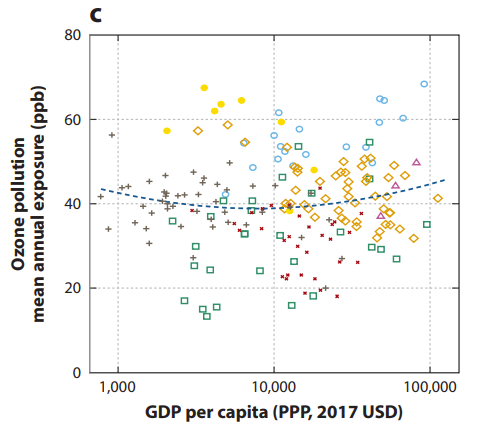 c
80
60
40
20
0
1,000 10,000 100,000
Ozone pollution
mean annual exposure (ppb)
GDP per capita (PPP, 2017 USD)